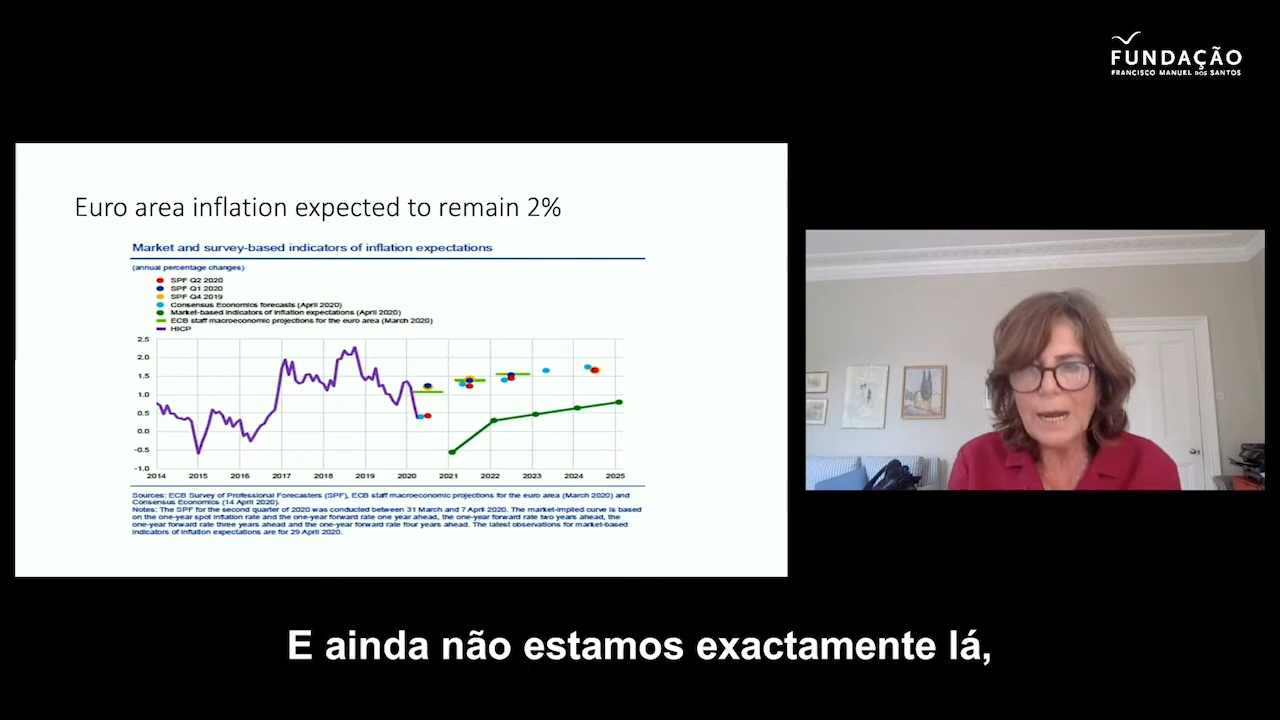 FUNDAÇÃO
FRANCISCO MANUEL DOS SANTOS
Euro area inflation expected to remain 2%
Market and survey-based indicators of inflation expectations
(annual percentage changes)
SPF Q2 2020
SPF Q1 2020
SPF Q4 2019
Consensus Economics forecasts (April 2020)
Market-based indicators of inflation expectations (April 2020)
ECB staff macroeconomic projections for the euro area (March 2020)
HICP
2.5
2.0
1.5
1.0
0.5
0.0
-0.5
-1.0
2014 2015 2016 2017 2018 2019 2020 2021 2022 2023 2024 2025
Sources: ECB Survey of Professional Forecasters (SPF), ECB staff macroeconomic projections for the euro area (March 2020) and
Consensus Economics (14 April 2020).
Notes: The SPF for the second quarter of 2020 was conducted between 31 March and 7 April 2020. The market-implied curve is based
on the one-year spot inflation rate and the one-year forward rate one year ahead, the one-year forward rate two years ahead, the
one-year forward rate three years ahead and the one-year forward rate four years ahead. The latest observations for market-based
indicators of inflation expectations are for 29 April 2020.
E ainda não estamos exactamente lá,